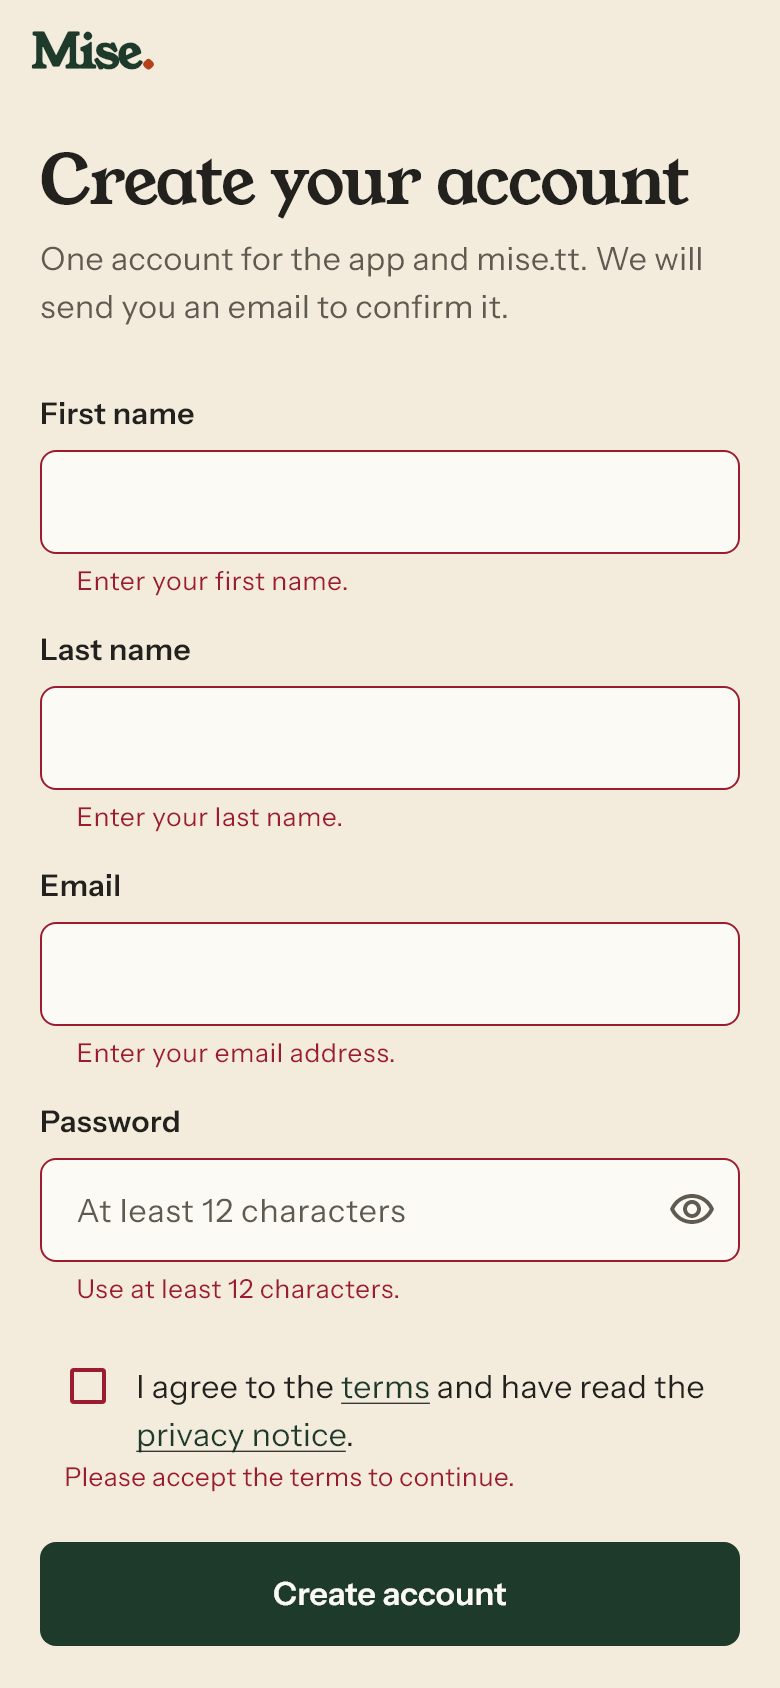 Mise.
Create your account
One account for the app and mise.tt. We will
send you an email to confirm it.
First name
Enter your first name.
Last name
Enter your last name.
Email
Enter your email address.
Password
At least 12 characters
Use at least 12 characters.
I agree to the terms and have read the
privacy notice.
Please accept the terms to continue.
Create account